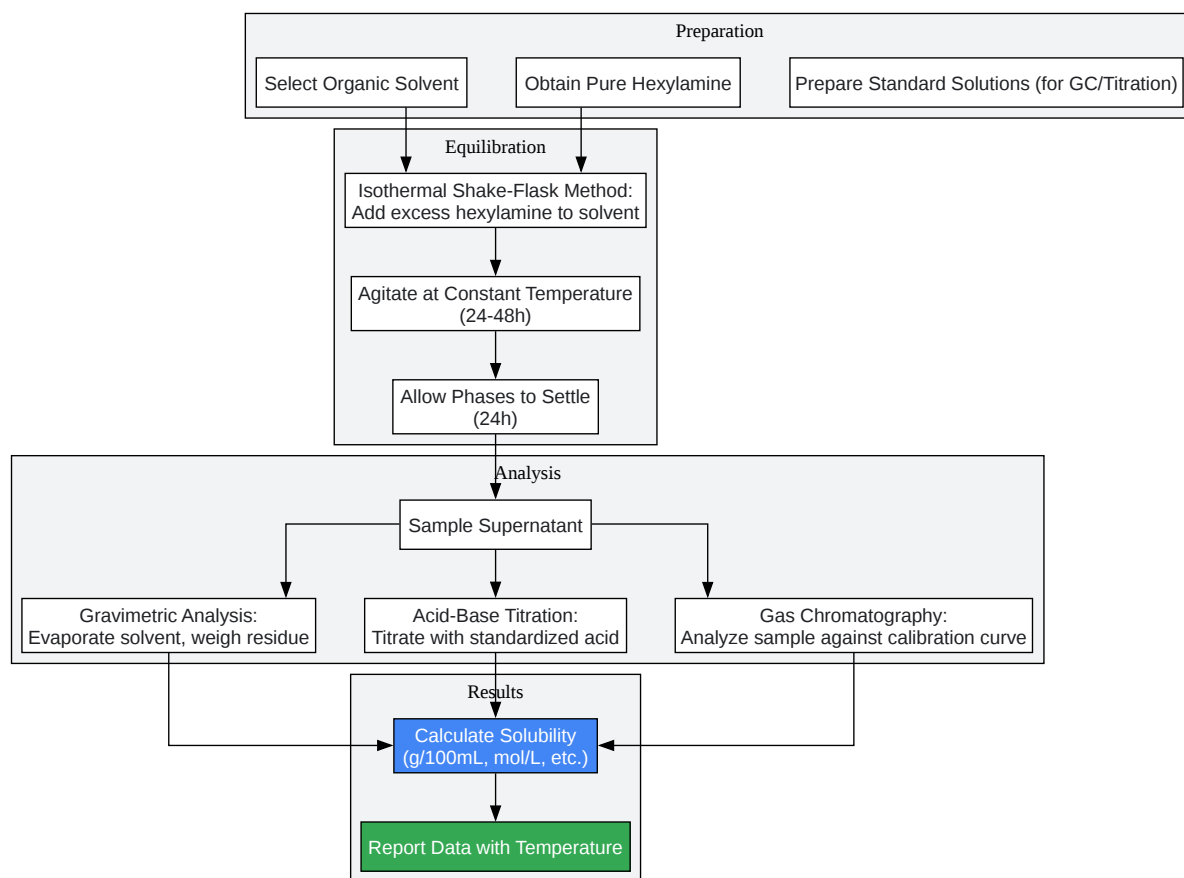 Preparation
Select Organic Solvent
Obtain Pure Hexylamine
Prepare Standard Solutions (for GC/Titration)
Equilibration
Isothermal Shake-Flask Method:
Add excess hexylamine to solvent
Agitate at Constant Temperature
(24-48h)
Allow Phases to Settle
(24h)
Analysis
Sample Supernatant
Gravimetric Analysis:
Evaporate solvent, weigh residue
Acid-Base Titration:
Titrate with standardized acid
Gas Chromatography:
Analyze sample against calibration curve
Results
Calculate Solubility
(g/100mL, mol/L, etc.)
Report Data with Temperature